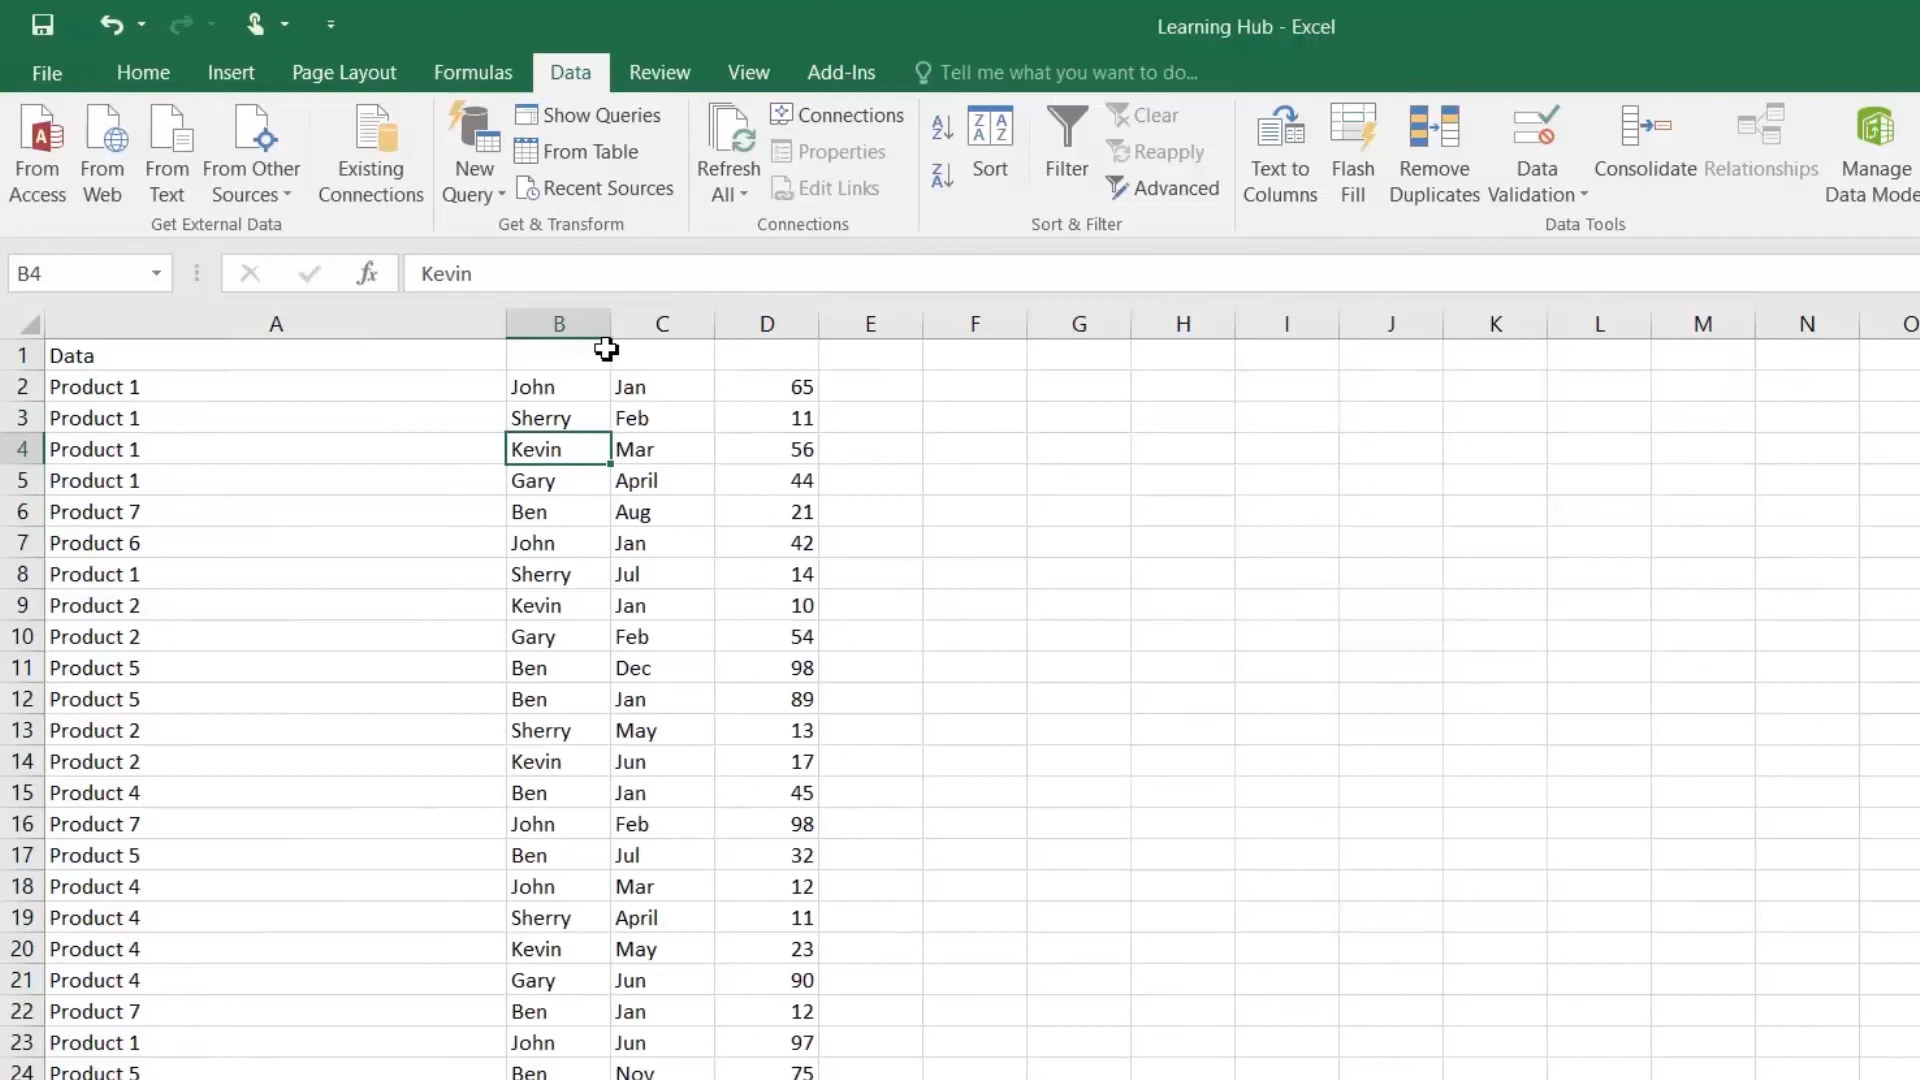 Learning Hub - Excel
File Home Insert Page Layout Formulas Data Review View Add-Ins Tell me what you want to do...
From Access
From Web
From Text
From Other Sources
Existing Connections
Get External Data
New Query
Show Queries
From Table
Recent Sources
Get & Transform
Refresh All
Connections
Properties
Edit Links
Connections
A Z
Z A
Z A A Z
Sort
Filter
Clear
Reapply
Advanced
Sort & Filter
Text to Columns
Flash Fill
Remove Duplicates
Data Validation
Consolidate
Relationships
Manage Data Mode
Data Tools
B4 fx Kevin
A B C D E F G H I J K L M N O
1 Data
2 Product 1 John Jan 65
3 Product 1 Sherry Feb 11
4 Product 1 Kevin Mar 56
5 Product 1 Gary April 44
6 Product 7 Ben Aug 21
7 Product 6 John Jan 42
8 Product 1 Sherry Jul 14
9 Product 2 Kevin Jan 10
10 Product 2 Gary Feb 54
11 Product 5 Ben Dec 98
12 Product 5 Ben Jan 89
13 Product 2 Sherry May 13
14 Product 2 Kevin Jun 17
15 Product 4 Ben Jan 45
16 Product 7 John Feb 98
17 Product 5 Ben Jul 32
18 Product 4 John Mar 12
19 Product 4 Sherry April 11
20 Product 4 Kevin May 23
21 Product 4 Gary Jun 90
22 Product 7 Ben Jan 12
23 Product 1 John Jun 97
24 Product 5 Ben Nov 75